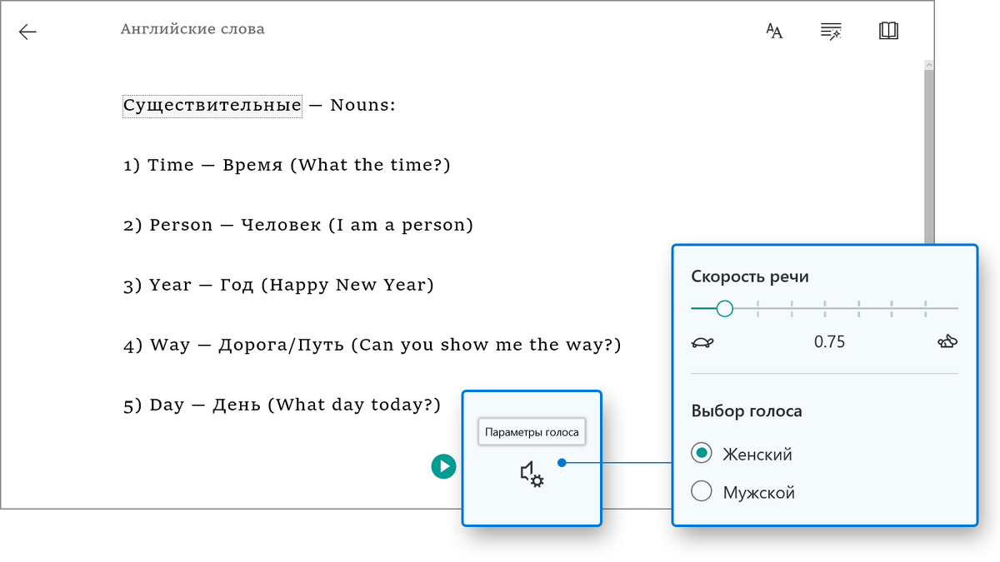 Английские слова
AA
Существительные — Nouns:
1) Time — Время (What the time?)
2) Person — Человек (I am a person)
3) Year — Год (Happy New Year)
4) Way — Дорога/Путь (Can you show me the way?)
5) Day — День (What day today?)
Параметры голоса
Скорость речи
0.75
Выбор голоса
Женский
Мужской